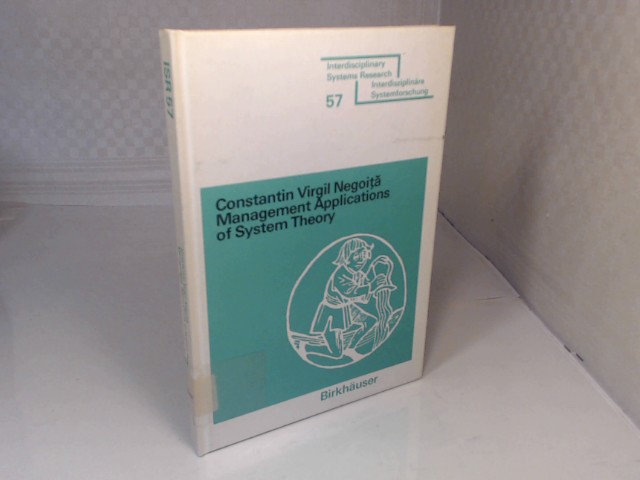 Interdisciplinary
Systems Research
Interdisziplinäre
Systemforschung
57
Constantin Virgil Negoiţă
Management Applications
of System Theory
Birkhäuser
ISR 57